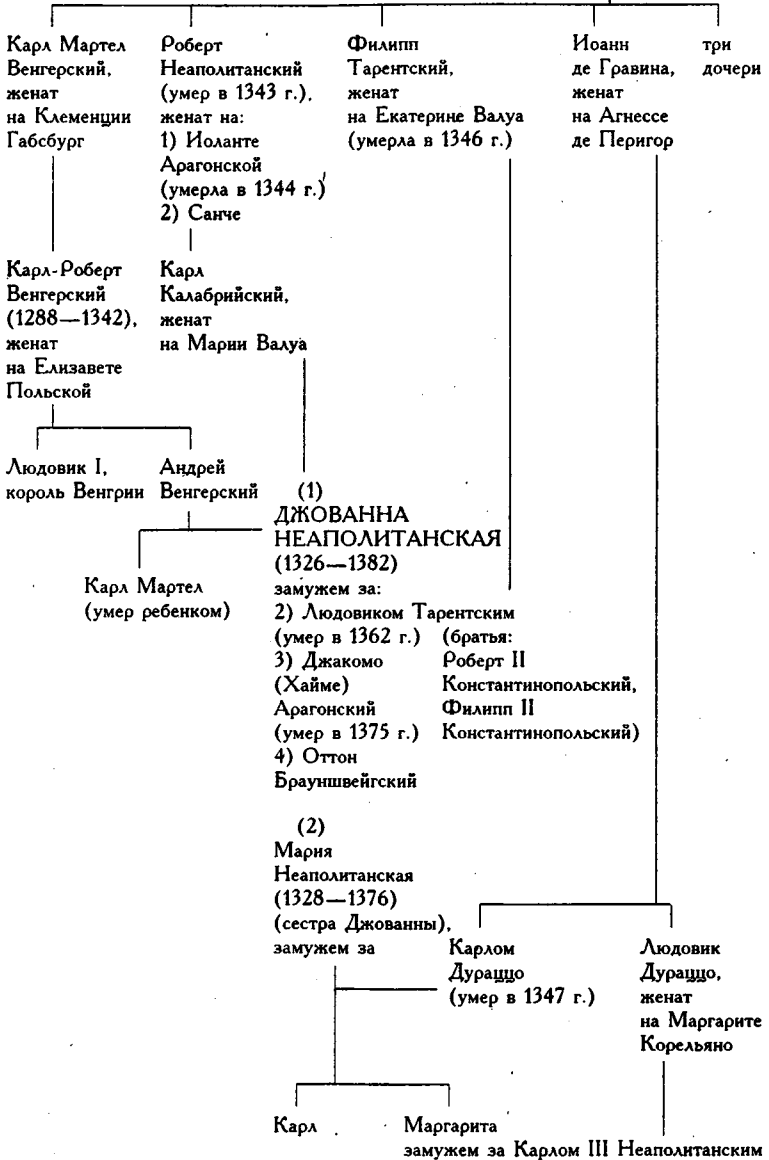 Карл Мартел
Венгерский,
женат
на Клеменции
Габсбург
Роберт
Неаполитанский
(умер в 1343 г.),
женат на:
1) Иоланте
Арагонской
(умерла в 1344 г.)
2) Санче
Филипп
Тарентский,
женат
на Екатерине Валуа
(умерла в 1346 г.)
Иоанн
де Гравина,
женат
на Агнессе
де Перигор
три
дочери
Карл-Роберт
Венгерский
(1288—1342),
женат
на Елизавете
Польской
Карл
Калабрийский,
женат
на Марии Валуа
Людовик I,
король Венгрии
Андрей
Венгерский
Карл Мартел
(умер ребенком)
(1)
ДЖОВАННА
НЕАПОЛИТАНСКАЯ
(1326—1382)
замужем за:
2) Людовиком Тарентским
(умер в 1362 г.)
3) Джакомо
(Хайме)
Арагонский
(умер в 1375 г.)
4) Оттон
Брауншвейгский
(братья:
Роберт II
Константинопольский,
Филипп II
Константинопольский)
(2)
Мария
Неаполитанская
(1328—1376)
(сестра Джованны),
замужем за
Карлом
Дураццо
(умер в 1347 г.)
Людовик
Дураццо,
женат
на Маргарите
Корельяно
Карл
Маргарита
замужем за Карлом III Неаполитанским